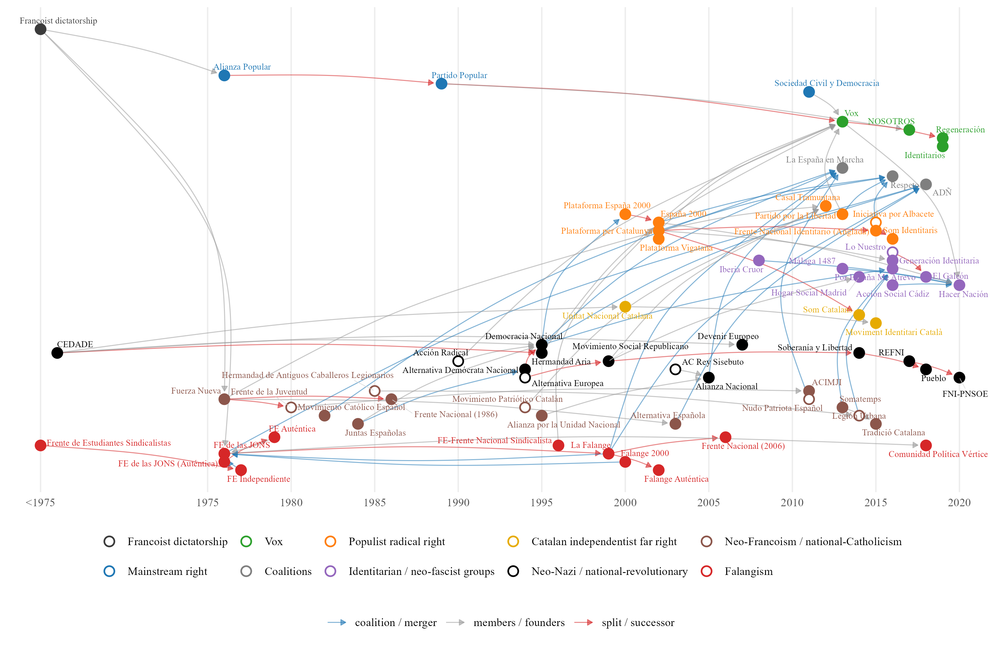 Francoist dictatorship
Alianza Popular
Partido Popular
Sociedad Civil y Democracia
Vox
NOSOTROS
Regeneración
Identitarios
La España en Marcha
Respeto
ADÑ
Casal Tramuntana
Plataforma España 2000
España 2000
Partido por la Libertad
Iniciativa por Albacete
Plataforma per Catalunya
Frente Nacional Identitario (Anglada)
Som Identitaris
Plataforma Vigatana
Lo Nuestro
Iberia Cruor
Málaga 1487
Generación Identitaria
Por España Me Atrevo
El Galeón
Hogar Social Madrid
Acción Social Cádiz
Hacer Nación
Unitat Nacional Catalana
Som Catalans
Moviment Identitari Català
CEDADE
Democracia Nacional
Devenir Europeo
Acción Radical
Movimiento Social Republicano
Soberanía y Libertad
REFNI
Hermandad Aria
AC Rey Sisebuto
Alternativa Demócrata Nacional
Alternativa Europea
Alianza Nacional
Pueblo
FNI-PNSOE
Hermandad de Antiguos Caballeros Legionarios
Fuerza Nueva
Frente de la Juventud
ACIMJI
Movimiento Patriótico Catalán
Somatemps
Movimiento Católico Español
Nudo Patriota Español
Frente Nacional (1986)
Alternativa Española
Legión Urbana
Juntas Españolas
Alianza por la Unidad Nacional
Tradició Catalana
FE Auténtica
Frente de Estudiantes Sindicalistas
FE de las JONS
FE-Frente Nacional Sindicalista
La Falange
Frente Nacional (2006)
Falange 2000
Comunidad Política Vértice
FE de las JONS (Auténtica)
FE Independiente
Falange Auténtica
<1975 1975 1980 1985 1990 1995 2000 2005 2010 2015 2020
Francoist dictatorship Vox Populist radical right Catalan independentist far right Neo-Francoism / national-Catholicism
Mainstream right Coalitions Identitarian / neo-fascist groups Neo-Nazi / national-revolutionary Falangism
coalition / merger members / founders split / successor